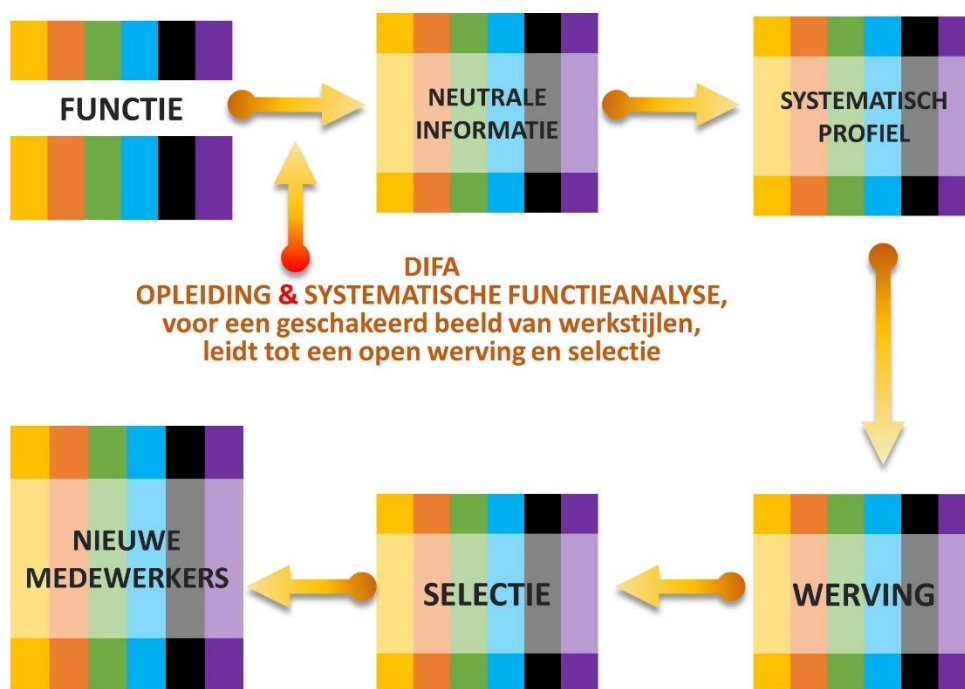 FUNCTIE
NEUTRALE
INFORMATIE
SYSTEMATISCH
PROFIEL
DIFA
OPLEIDING & SYSTEMATISCHE FUNCTIEANALYSE,
voor een geschakeerd beeld van werkstijlen,
leidt tot een open werving en selectie
NIEUWE
MEDEWERKERS
SELECTIE
WERVING